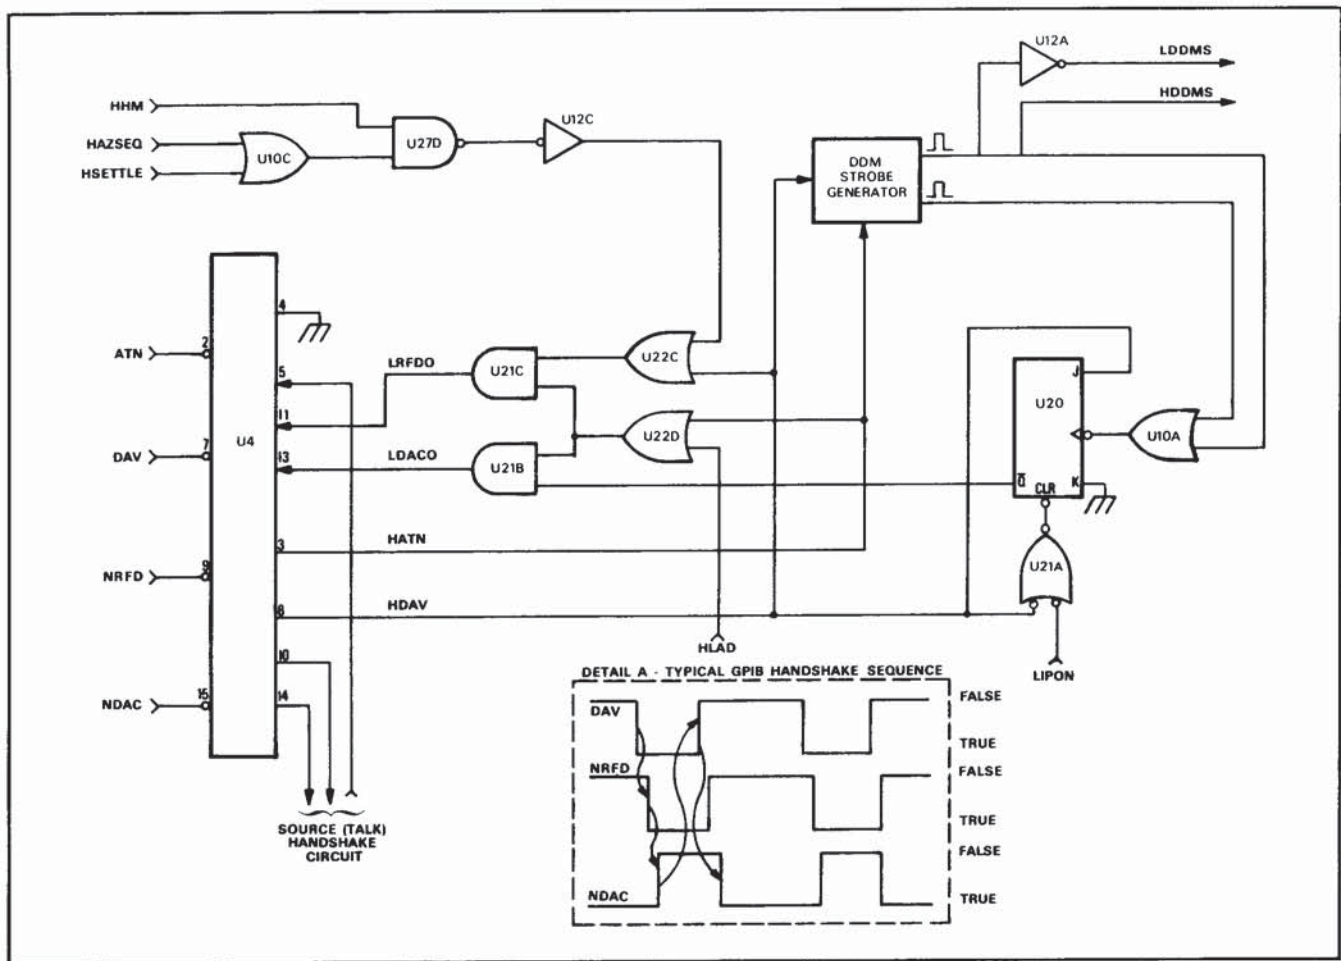 U12A
LDDMS
HDDMS
HHM
HAZSEQ
HSETTLE
U10C
U27D
U12C
DDM
STROBE
GENERATOR
4
ATN
2
5
11
LRFDO
U21C
U22C
J
U20
U10A
DAV
7
U4
13
LDACO
U21B
U22D
Q
CLR
K
3
HATN
NRFD
9
U21A
6
HDAV
HLAD
LIPON
10
NDAC
15
14
SOURCE (TALK)
HANDSHAKE
CIRCUIT
DETAIL A - TYPICAL GPIB HANDSHAKE SEQUENCE
DAV
FALSE
TRUE
NRFD
FALSE
TRUE
FALSE
NDAC
TRUE